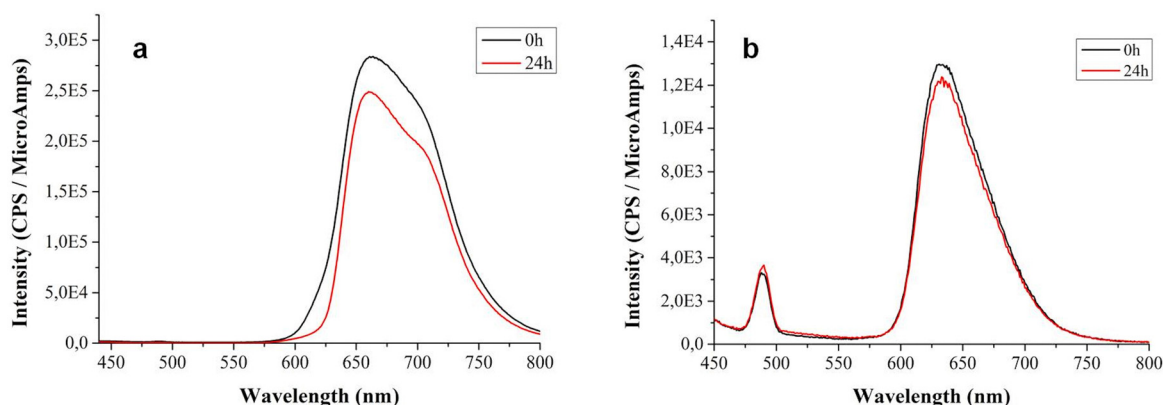 a
0h
24h
3,0E5
2,5E5
2,0E5
1,5E5
1,0E5
5,0E4
0,0
Intensity (CPS / MicroAmps)
450 500 550 600 650 700 750 800
Wavelength (nm)
b
0h
24h
1,4E4
1,2E4
1,0E4
8,0E3
6,0E3
4,0E3
2,0E3
0,0
Intensity (CPS / MicroAmps)
450 500 550 600 650 700 750 800
Wavelength (nm)